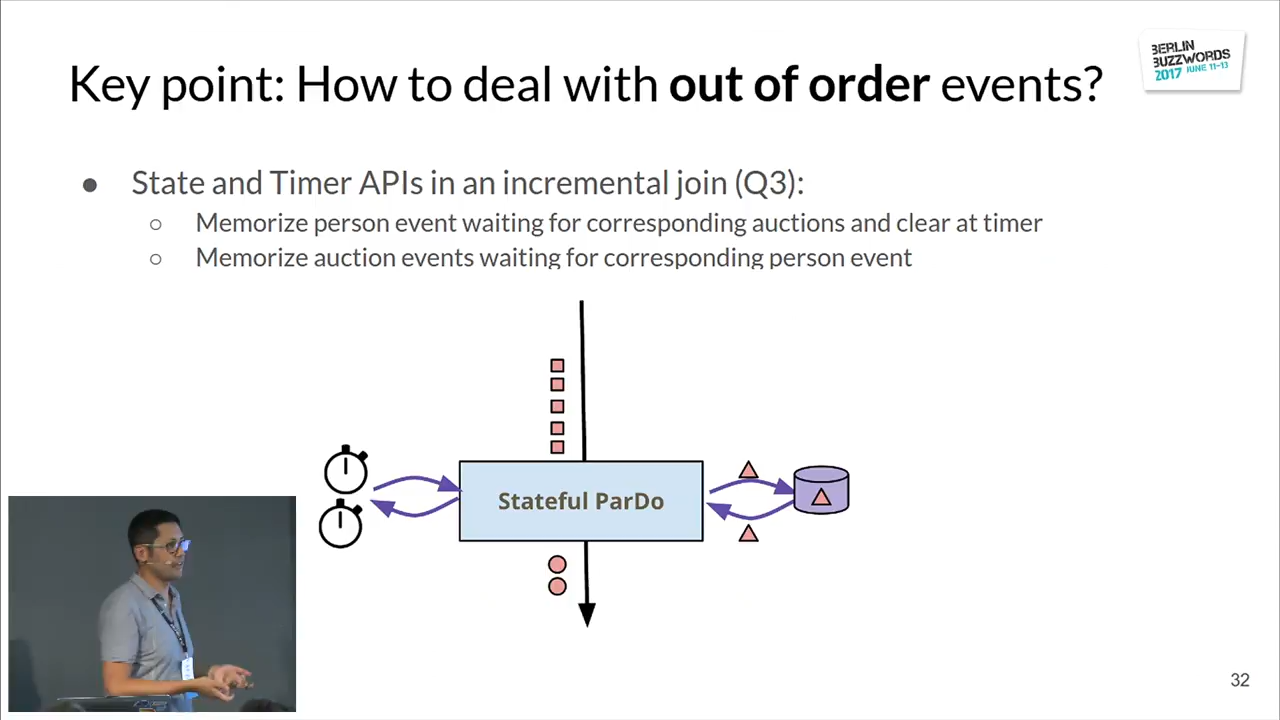 Key point: How to deal with out of order events?
BERLIN
BUZZWORDS
2017 JUNE 11-13
● State and Timer APIs in an incremental join (Q3):
○ Memorize person event waiting for corresponding auctions and clear at timer
○ Memorize auction events waiting for corresponding person event
Stateful ParDo
32